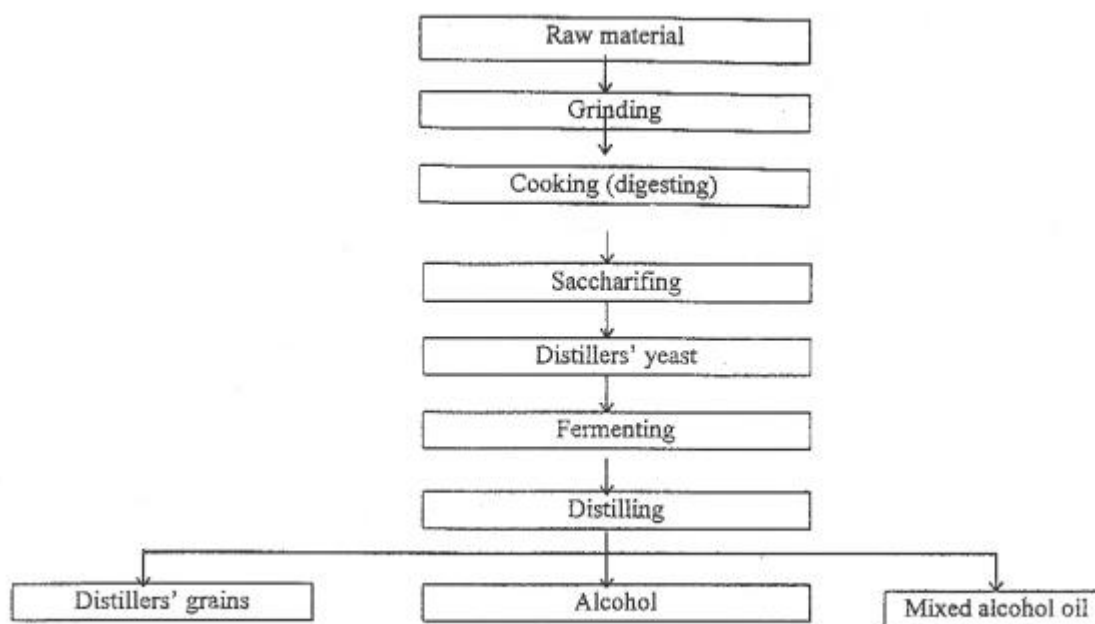 Raw material
Grinding
Cooking (digesting)
Saccharifing
Distillers' yeast
Fermenting
Distilling
Distillers' grains
Alcohol
Mixed alcohol oil